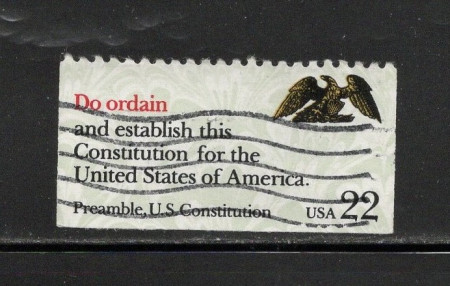 Do ordain
and establish this
Constitution for the
United States of America.
Preamble, U.S. Constitution USA 22